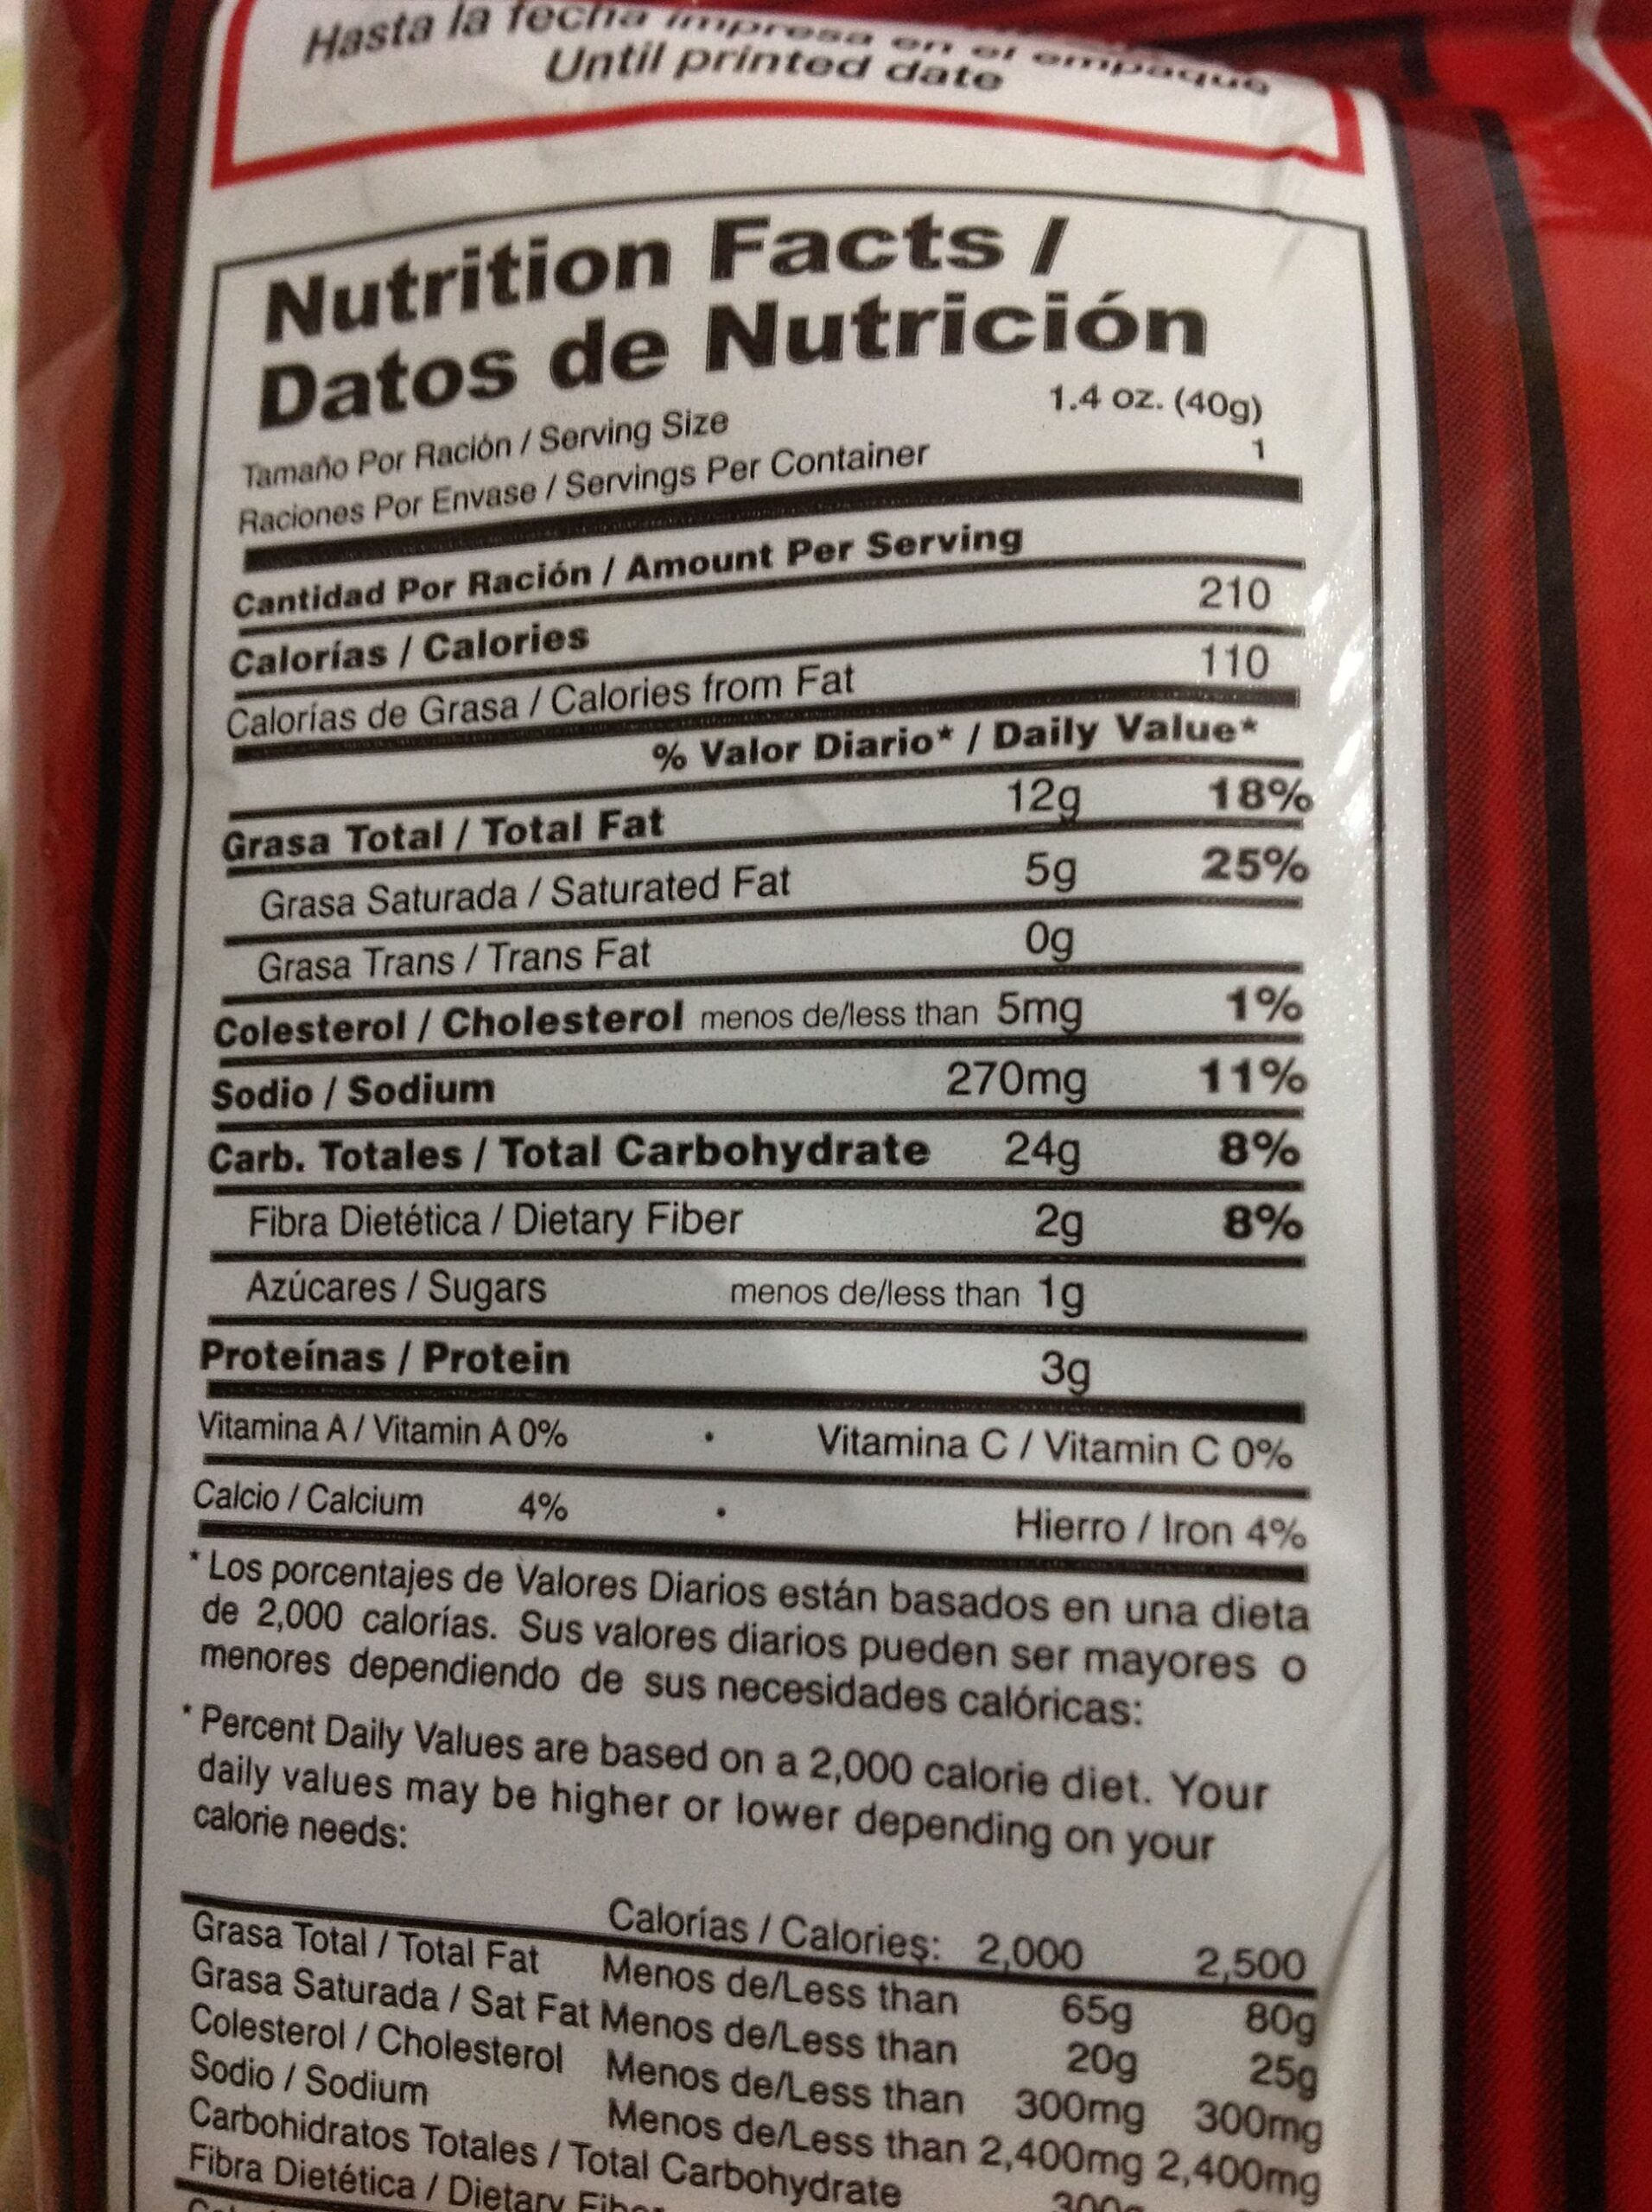 Hasta la fecha impresa en el empaque
Until printed date
Nutrition Facts /
Datos de Nutrición
Tamaño Por Ración / Serving Size 1.4 oz. (40g)
Raciones Por Envase / Servings Per Container 1
Cantidad Por Ración / Amount Per Serving
Calorías / Calories 210
Calorías de Grasa / Calories from Fat 110
% Valor Diario* / Daily Value*
Grasa Total / Total Fat 12g 18%
Grasa Saturada / Saturated Fat 5g 25%
Grasa Trans / Trans Fat 0g
Colesterol / Cholesterol menos de/less than 5mg 1%
Sodio / Sodium 270mg 11%
Carb. Totales / Total Carbohydrate 24g 8%
Fibra Dietética / Dietary Fiber 2g 8%
Azúcares / Sugars menos de/less than 1g
Proteínas / Protein 3g
Vitamina A / Vitamin A 0% • Vitamina C / Vitamin C 0%
Calcio / Calcium 4% • Hierro / Iron 4%
* Los porcentajes de Valores Diarios están basados en una dieta
de 2,000 calorías. Sus valores diarios pueden ser mayores o
menores dependiendo de sus necesidades calóricas:
* Percent Daily Values are based on a 2,000 calorie diet. Your
daily values may be higher or lower depending on your
calorie needs:
Calorías / Calories: 2,000 2,500
Grasa Total / Total Fat Menos de/Less than 65g 80g
Grasa Saturada / Sat Fat Menos de/Less than 20g 25g
Colesterol / Cholesterol Menos de/Less than 300mg 300mg
Sodio / Sodium Menos de/Less than 2,400mg 2,400mg
Carbohidratos Totales / Total Carbohydrate 300g
Fibra Dietética / Dietary Fiber